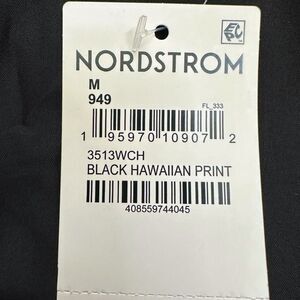 NORDSTROM
M
949
FL_333
1 95970 10907 2
3513WCH
BLACK HAWAIIAN PRINT
408559744045